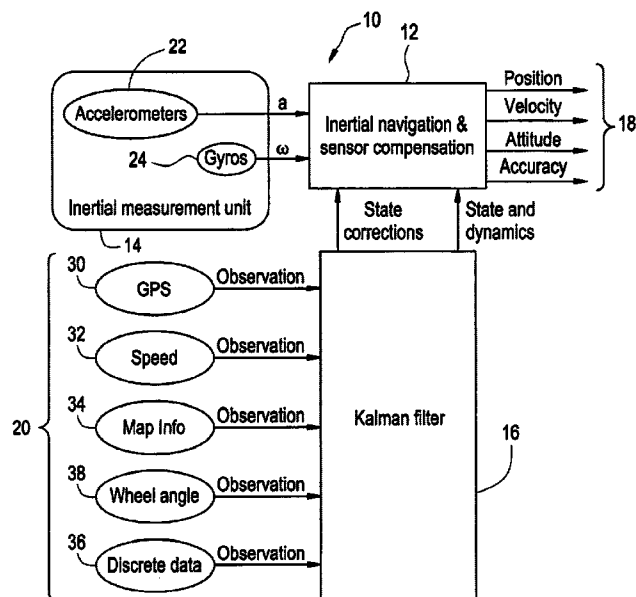 10
22
12
Accelerometers
a
24
Gyros
ω
Inertial measurement unit
14
Inertial navigation &
sensor compensation
Position
Velocity
Attitude
Accuracy
18
State
corrections
State and
dynamics
30
GPS
Observation
32
Speed
Observation
34
Map Info
Observation
20
38
Wheel angle
Observation
36
Discrete data
Observation
Kalman filter
16